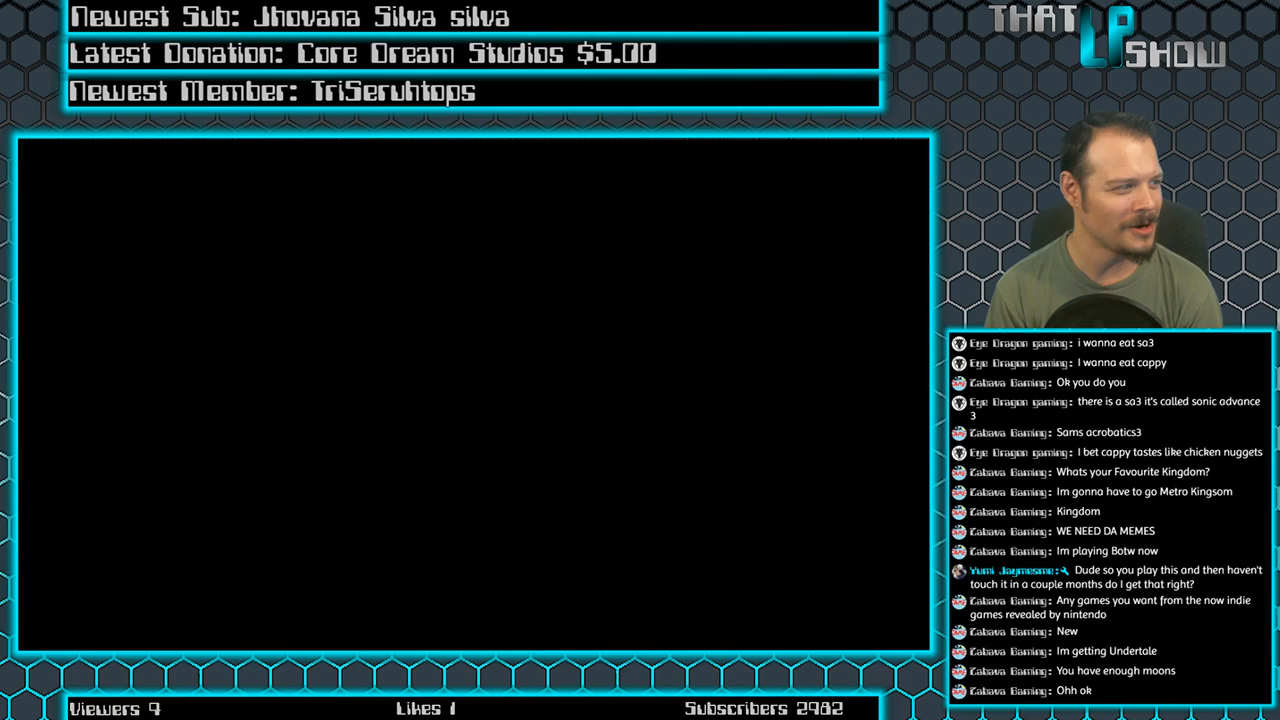 Newest Sub: Jhovana Silva silva
Latest Donation: Core Dream Studios $5.00
Newest Member: TriSeruhtops
THAT
LP
SHOW
Eye Dragon gaming: i wanna eat sa3
Eye Dragon gaming: I wanna eat cappy
Zabava Gaming: Ok you do you
Eye Dragon gaming: there is a sa3 it's called sonic advance
3
Zabava Gaming: Sams acrobatics3
Eye Dragon gaming: I bet cappy tastes like chicken nuggets
Zabava Gaming: Whats your Favourite Kingdom?
Zabava Gaming: Im gonna have to go Metro Kingsom
Zabava Gaming: Kingdom
Zabava Gaming: WE NEED DA MEMES
Zabava Gaming: Im playing Botw now
Yumi Jaymesme: Dude so you play this and then haven't
touch it in a couple months do I get that right?
Zabava Gaming: Any games you want from the now indie
games revealed by nintendo
Zabava Gaming: New
Zabava Gaming: Im getting Undertale
Zabava Gaming: You have enough moons
Zabava Gaming: Ohh ok
Viewers 9
Likes 1
Subscribers 2982